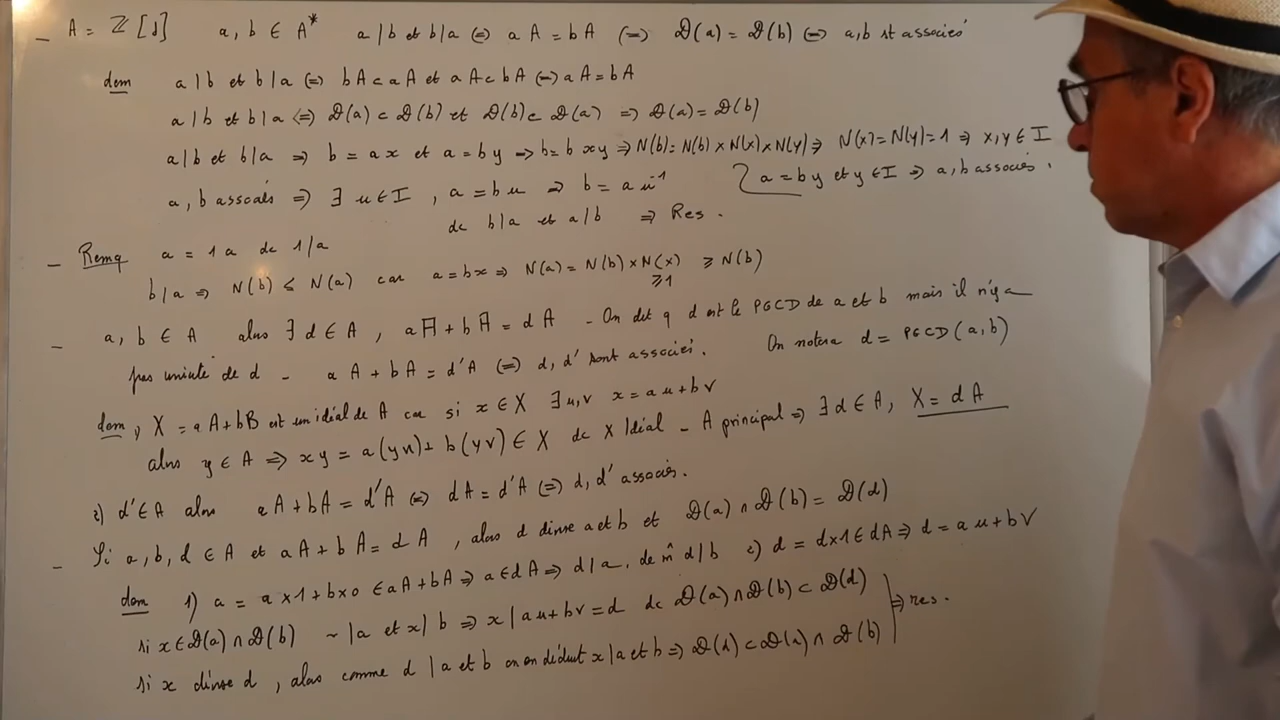 _ A = ℤ[j] a, b ∈ A* a|b et b|a ⇔ aA = bA ⇔ 𝒟(a) = 𝒟(b) ⇔ a,b st associés
dem a|b et b|a ⇔ bA ⊂ aA et aA ⊂ bA ⇔ aA = bA
a|b et b|a ⇔ 𝒟(a) ⊂ 𝒟(b) et 𝒟(b) ⊂ 𝒟(a) ⇒ 𝒟(a) = 𝒟(b)
a|b et b|a ⇒ b = ax et a = by ⇒ b = bxy ⇒ N(b) = N(b) × N(x) × N(y) ⇒ N(x) = N(y) = 1 ⇒ x, y ∈ I
a = by et y ∈ I ⇒ a, b associés.
a, b associés ⇒ ∃ u ∈ I, a = bu ⇒ b = a u⁻¹
dc b|a et a|b ⇒ Res.
_ Remq a = 1a dc 1|a
b|a ⇒ N(b) ≤ N(a) car a = bx ⇒ N(a) = N(b) × N(x) ≥ N(b)
≥1
_ a, b ∈ A alors ∃ d ∈ A, aA + bA = dA - On dit q d est le PGCD de a et b mais il n'y a
pas unicité de d - aA + bA = d'A ⇔ d, d' sont associés. On notera d = PGCD(a,b)
dem 1) X = aA + bB est un idéal de A car si x ∈ X ∃ u, v x = au + bv
alors y ∈ A ⇒ xy = a(yu) + b(yv) ∈ X dc X Idéal - A principal ⇒ ∃ d ∈ A, X = dA
2) d' ∈ A alors aA + bA = d'A ⇔ dA = d'A ⇔ d, d' associés.
_ Si a, b, d ∈ A et aA + bA = dA, alors d divise a et b et 𝒟(a) ∩ 𝒟(b) = 𝒟(d)
dem 1) a = a×1 + b×0 ∈ aA + bA ⇒ a ∈ dA ⇒ d|a, de m̂ d|b 2) d = d×1 ∈ dA ⇒ d = au + bv
si x ∈ 𝒟(a) ∩ 𝒟(b) x|a et x|b ⇒ x|au + bv = d dc 𝒟(a) ∩ 𝒟(b) ⊂ 𝒟(d)
si x divise d, alors comme d|a et b on en déduit x|a et b ⇒ 𝒟(d) ⊂ 𝒟(a) ∩ 𝒟(b) ⇒ res.